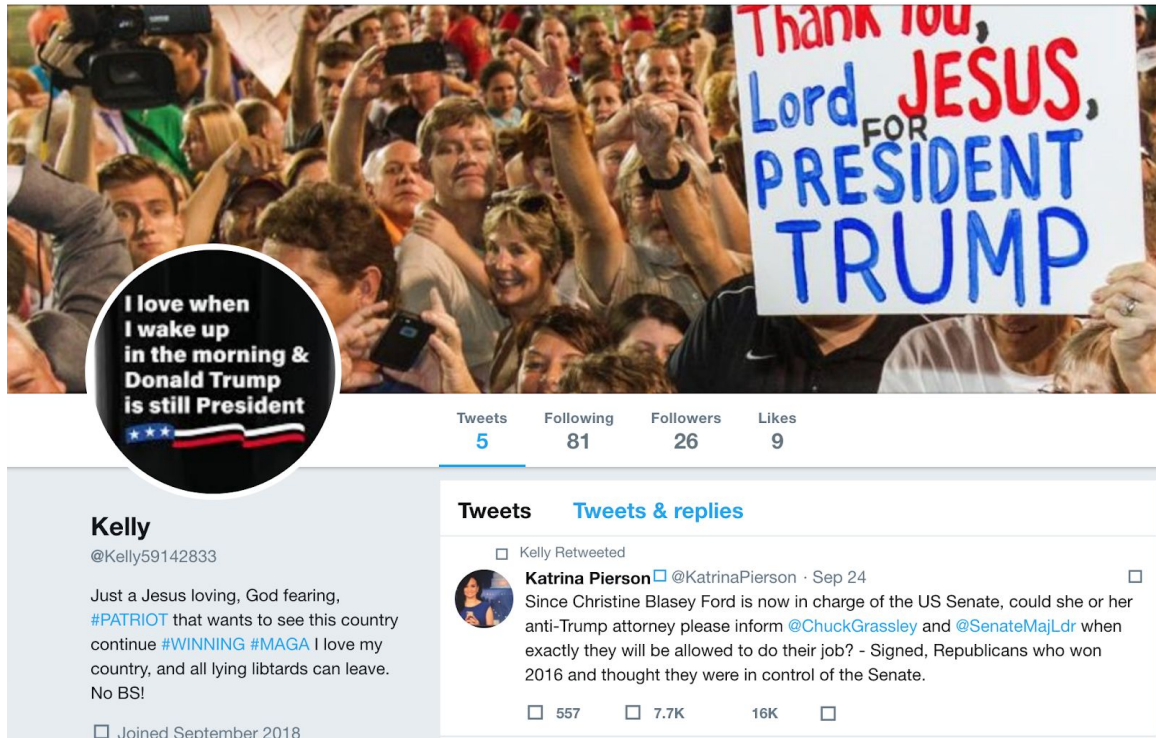 Thank You,
Lord JESUS,
FOR
PRESIDENT
TRUMP
I love when
I wake up
in the morning &
Donald Trump
is still President
Tweets Following Followers Likes
5 81 26 9
Kelly
@Kelly59142833
Just a Jesus loving, God fearing,
#PATRIOT that wants to see this country
continue #WINNING #MAGA I love my
country, and all lying libtards can leave.
No BS!
Joined September 2018
Tweets Tweets & replies
Kelly Retweeted
Katrina Pierson @KatrinaPierson · Sep 24
Since Christine Blasey Ford is now in charge of the US Senate, could she or her
anti-Trump attorney please inform @ChuckGrassley and @SenateMajLdr when
exactly they will be allowed to do their job? - Signed, Republicans who won
2016 and thought they were in control of the Senate.
557 7.7K 16K